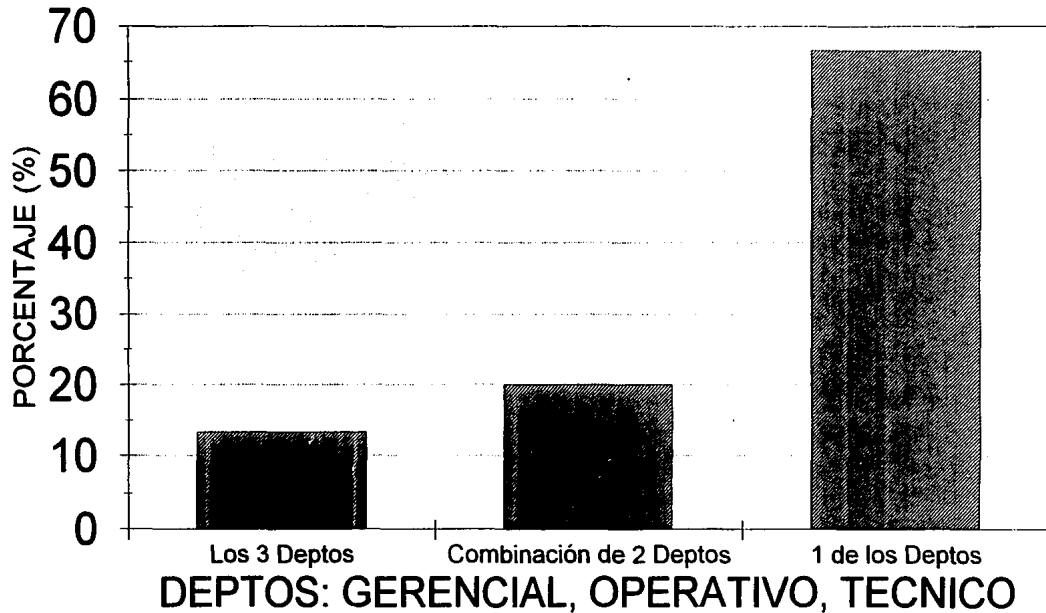 70
60
50
40
30
20
10
0
PORCENTAJE (%)
Los 3 Deptos
Combinación de 2 Deptos
1 de los Deptos
DEPTOS: GERENCIAL, OPERATIVO, TECNICO